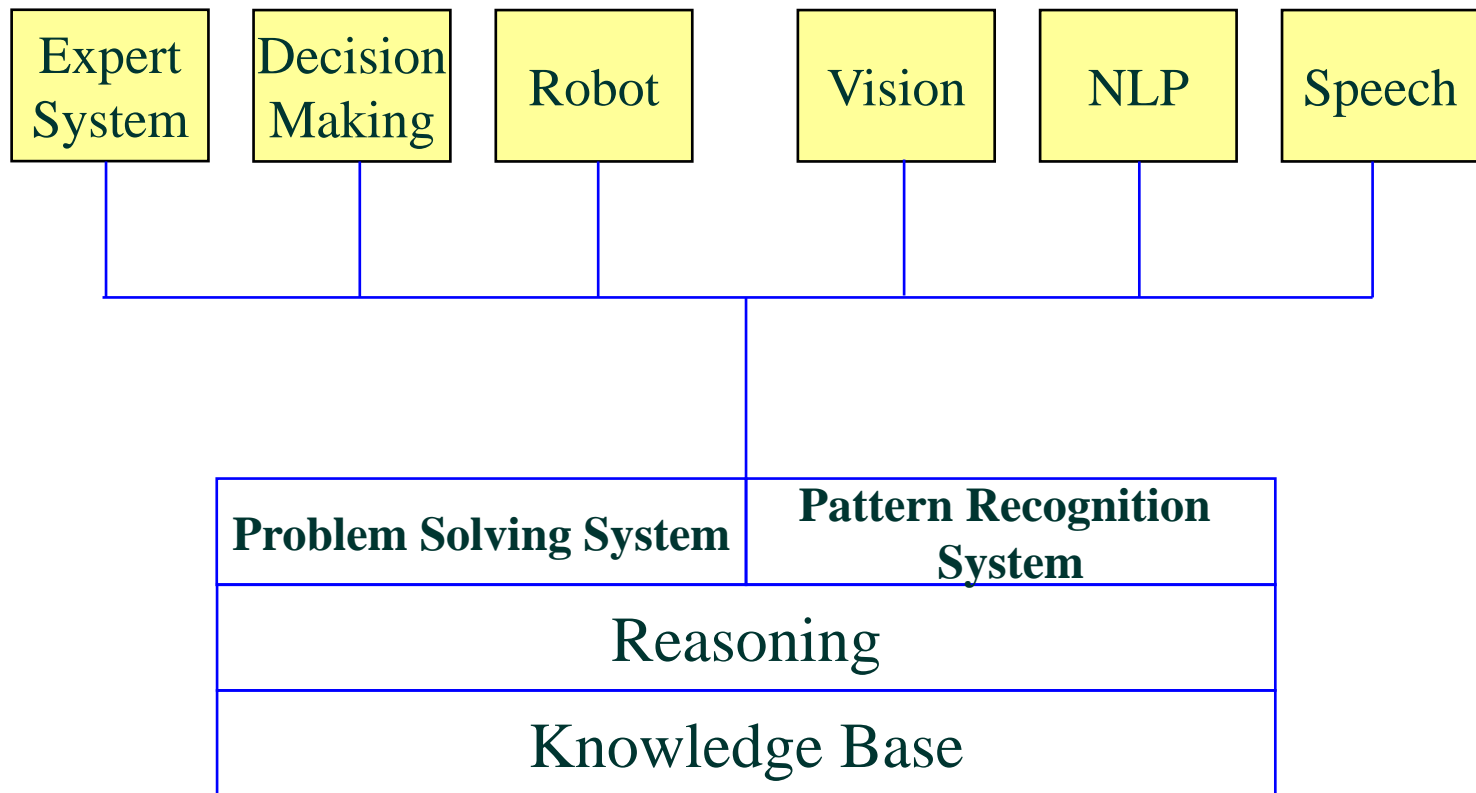 Expert
System
Decision
Making
Robot
Vision
NLP
Speech
Problem Solving System
Pattern Recognition
System
Reasoning
Knowledge Base